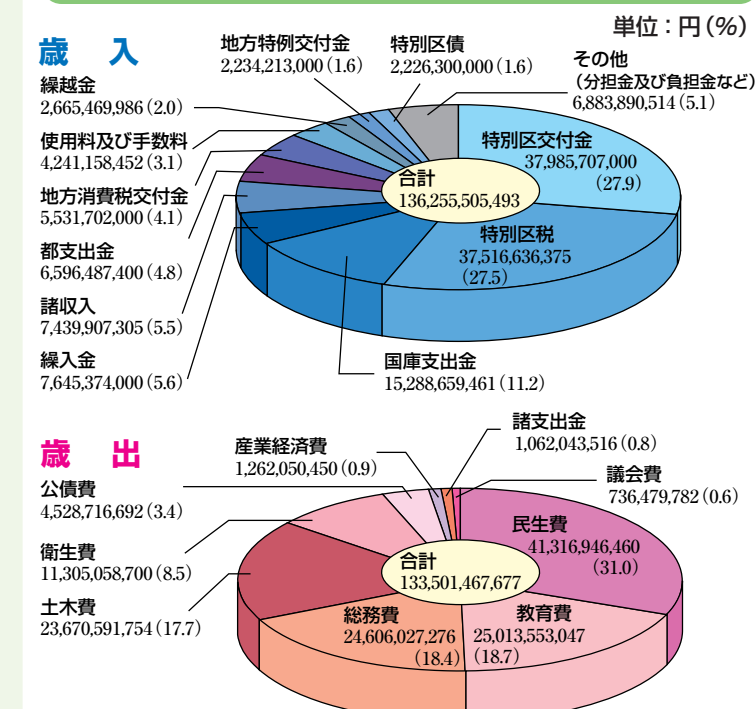 単位：円（％）
歳 入
地方特例交付金
2,234,213,000（1.6）
特別区債
2,226,300,000（1.6）
その他
（分担金及び負担金など）
6,883,890,514（5.1）
繰越金
2,665,469,986（2.0）
使用料及び手数料
4,241,158,452（3.1）
地方消費税交付金
5,531,702,000（4.1）
都支出金
6,596,487,400（4.8）
諸収入
7,439,907,305（5.5）
繰入金
7,645,374,000（5.6）
特別区交付金
37,985,707,000
（27.9）
合計
136,255,505,493
特別区税
37,516,636,375
（27.5）
国庫支出金
15,288,659,461（11.2）
歳 出
産業経済費
1,262,050,450（0.9）
諸支出金
1,062,043,516（0.8）
議会費
736,479,782（0.6）
公債費
4,528,716,692（3.4）
衛生費
11,305,058,700（8.5）
土木費
23,670,591,754（17.7）
民生費
41,316,946,460
（31.0）
合計
133,501,467,677
総務費
24,606,027,276
（18.4）
教育費
25,013,553,047
（18.7）